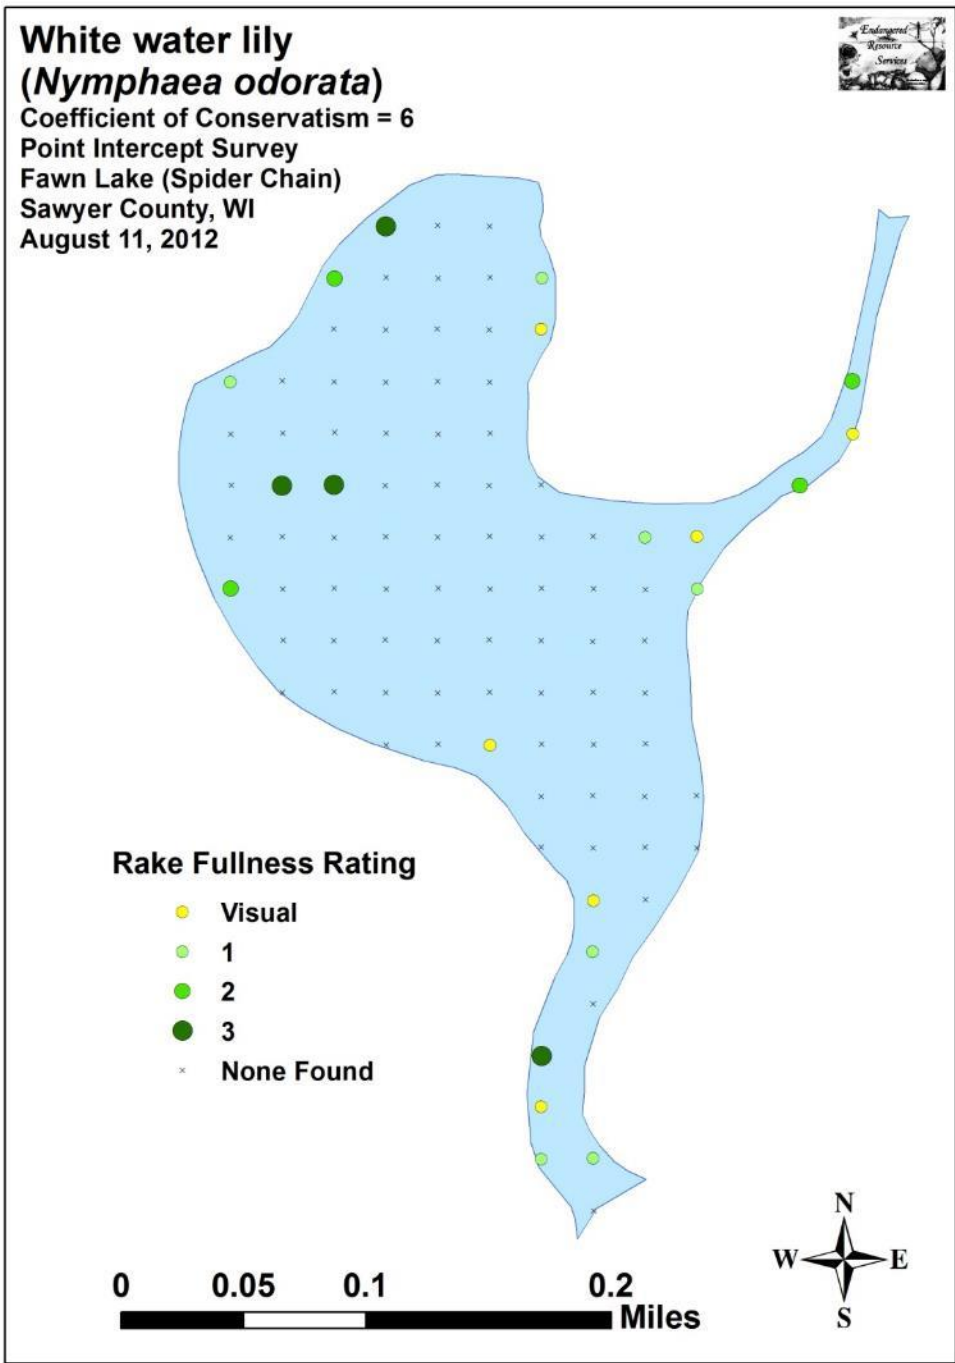 White water lily
(Nymphaea odorata)
Coefficient of Conservatism = 6
Point Intercept Survey
Fawn Lake (Spider Chain)
Sawyer County, WI
August 11, 2012
Endangered
Resource
Services
Rake Fullness Rating
Visual
1
2
3
None Found
0 0.05 0.1 0.2
Miles
N
W E
S